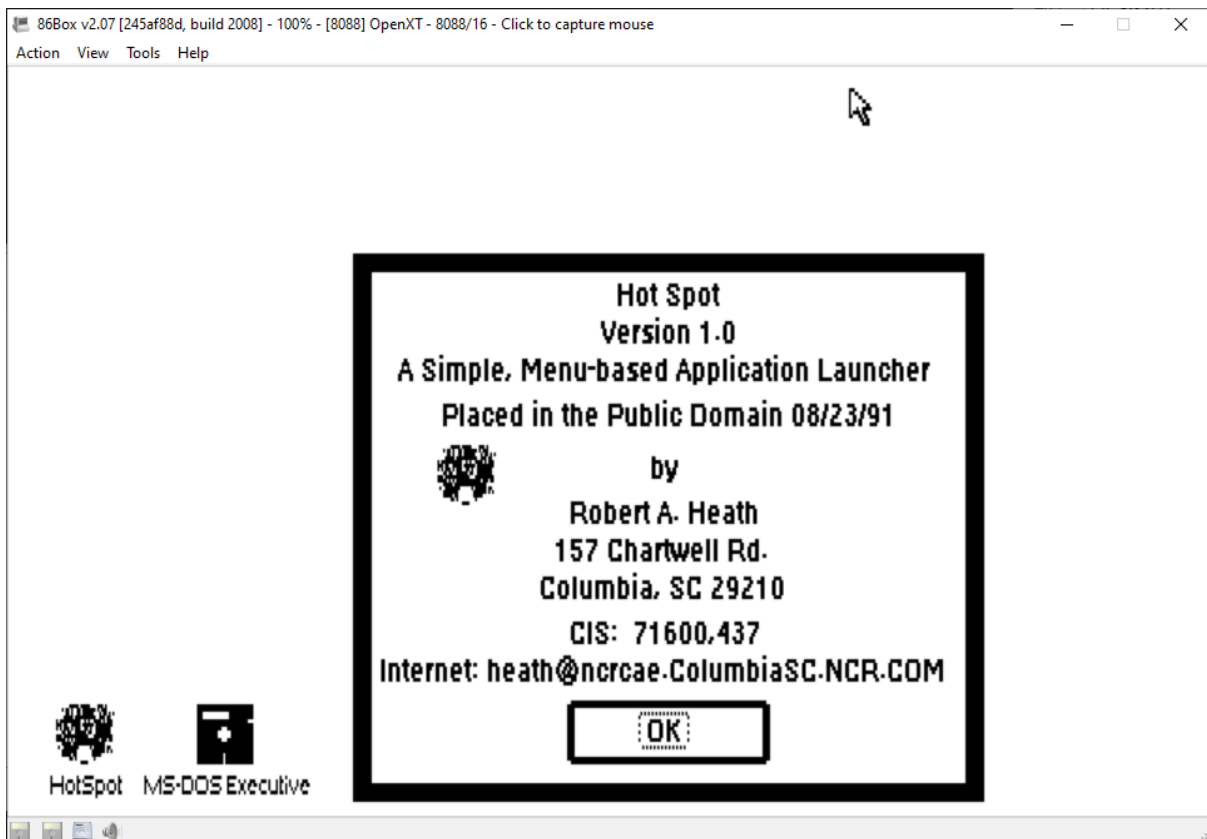 86Box v2.07 [245af88d, build 2008] - 100% - [8088] OpenXT - 8088/16 - Click to capture mouse
Action View Tools Help
Hot Spot
Version 1.0
A Simple, Menu-based Application Launcher
Placed in the Public Domain 08/23/91
by
Robert A. Heath
157 Chartwell Rd.
Columbia, SC 29210
CIS: 71600,437
Internet: heath@ncrcae.ColumbiaSC.NCR.COM
OK
HotSpot MS-DOS Executive